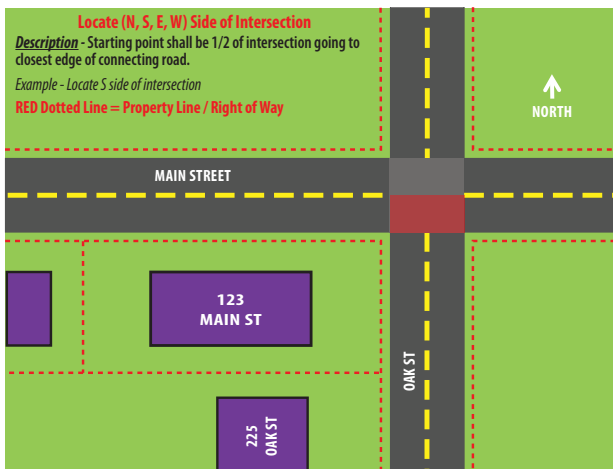 Locate (N, S, E, W) Side of Intersection
Description - Starting point shall be 1/2 of intersection going to
closest edge of connecting road.
Example - Locate S side of intersection
RED Dotted Line = Property Line / Right of Way
NORTH
MAIN STREET
123
MAIN ST
OAK ST
225
OAK ST